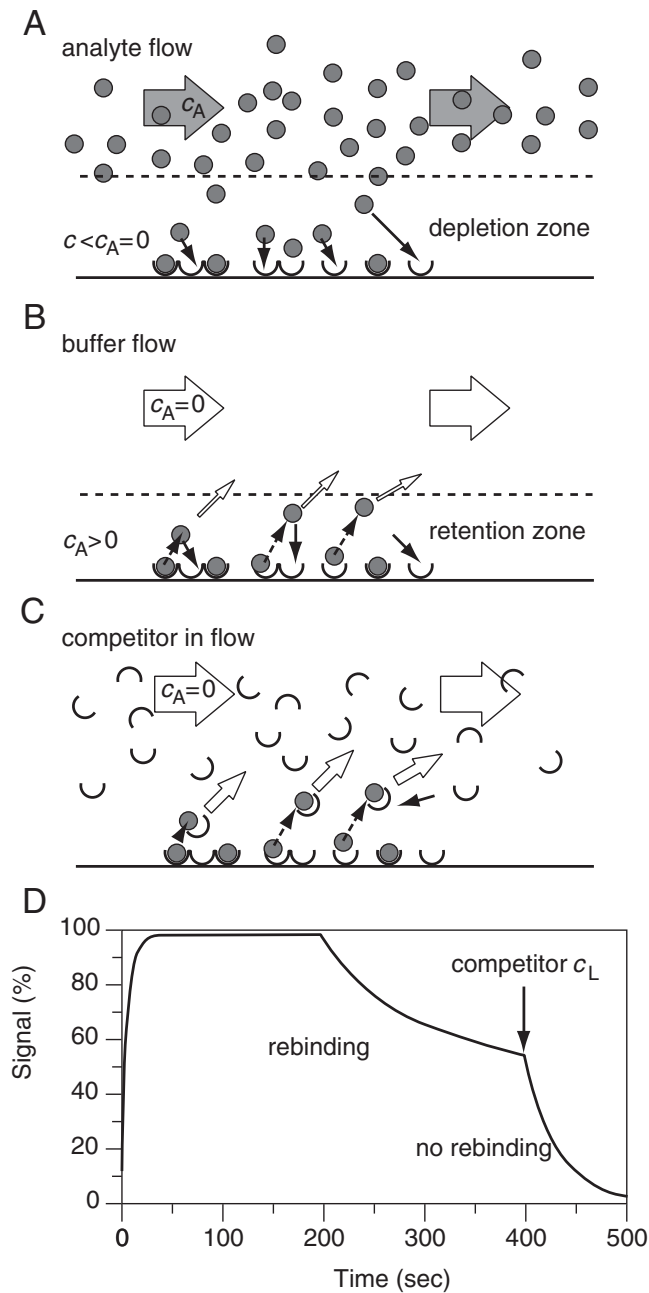 A
analyte flow
cA
c<cA=0
depletion zone
B
buffer flow
cA=0
cA>0
retention zone
C
competitor in flow
cA=0
D
100
80
60
40
20
0
Signal (%)
competitor cL
rebinding
no rebinding
0
100
200
300
400
500
Time (sec)